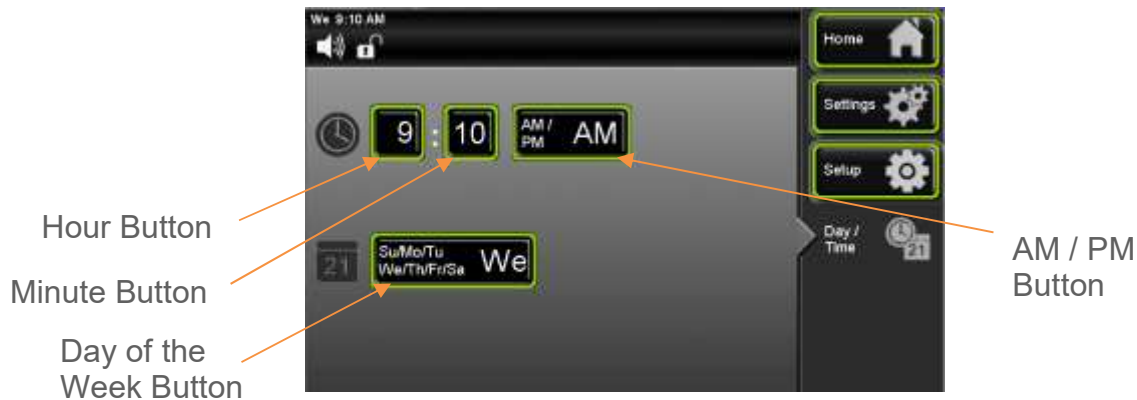 We 9:10 AM
Home
Settings
9 : 10 AM / PM AM
Setup
Hour Button
Day / Time
21
21
Su/Mo/Tu
We/Th/Fr/Sa We
AM / PM
Button
Minute Button
Day of the
Week Button